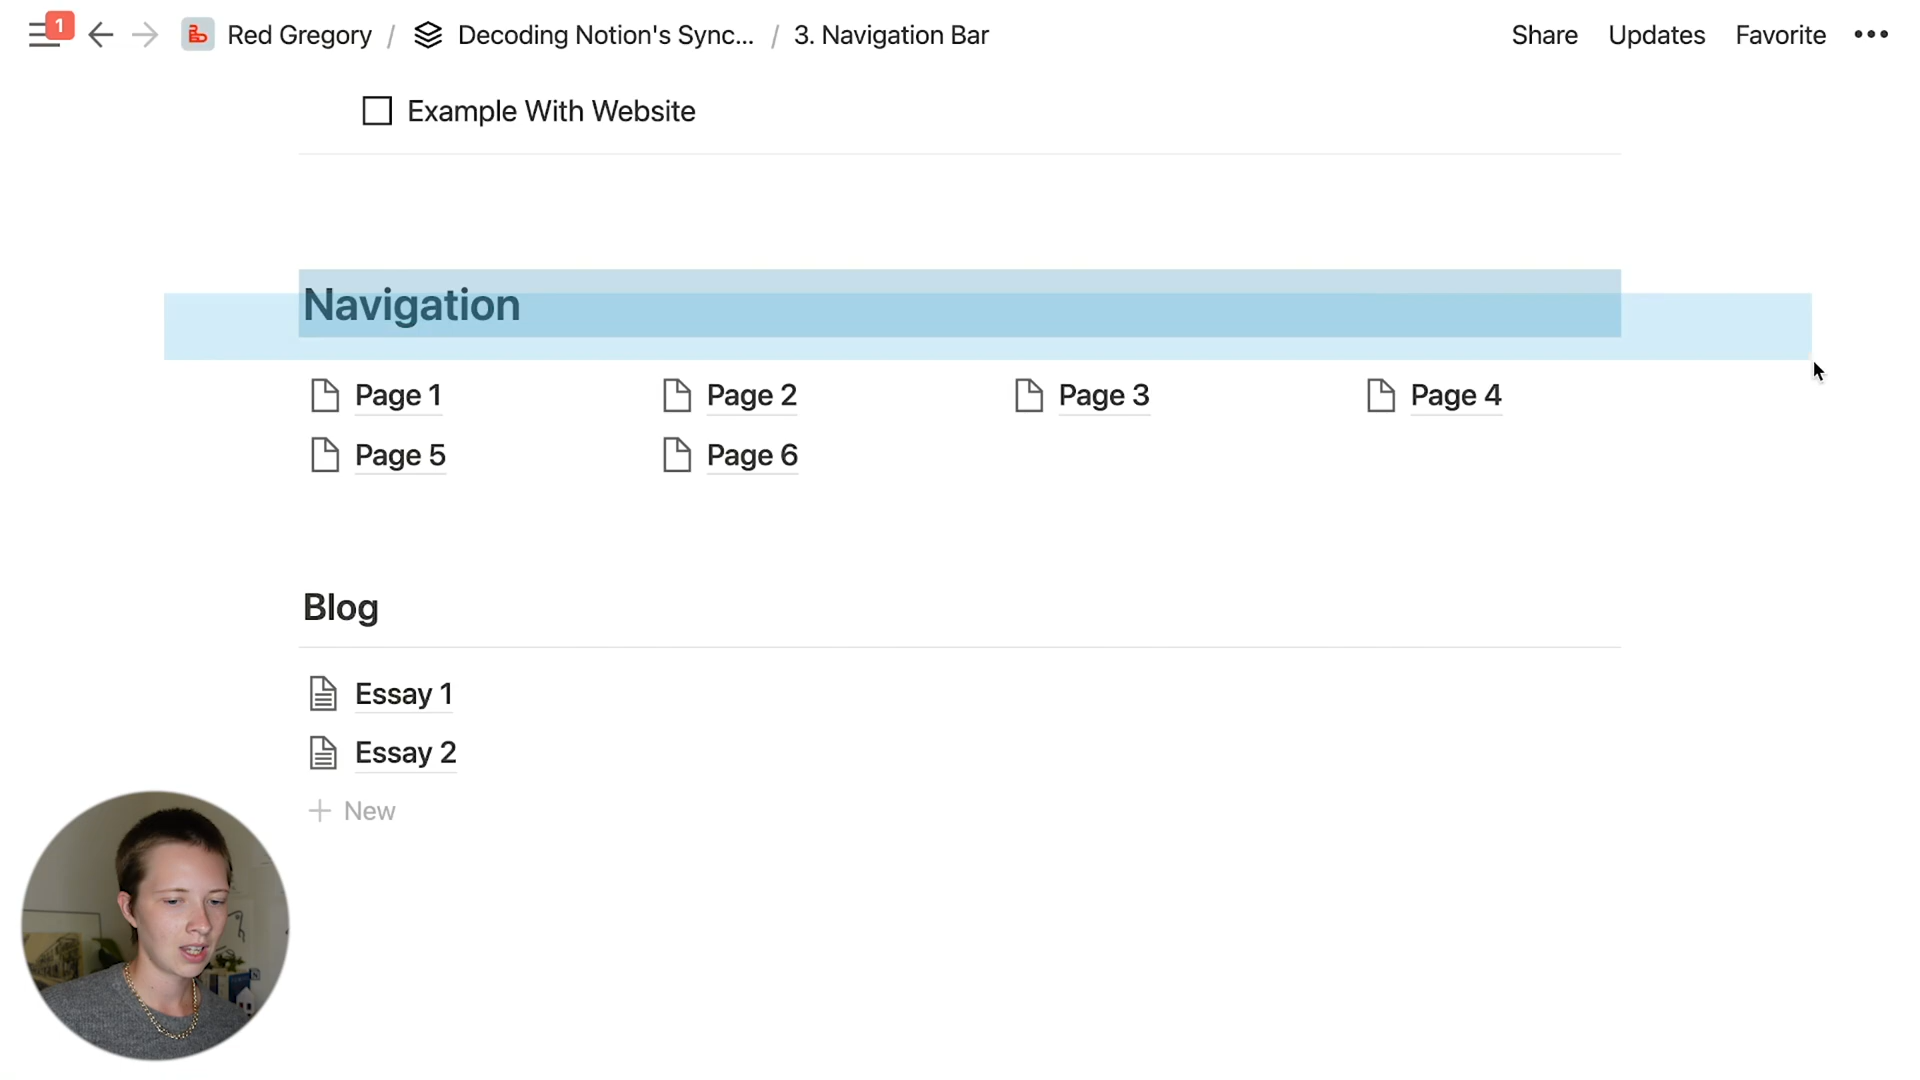 1
Red Gregory / Decoding Notion's Sync... / 3. Navigation Bar
Share Updates Favorite
Example With Website
Navigation
Page 1 Page 2 Page 3 Page 4
Page 5 Page 6
Blog
Essay 1
Essay 2
New